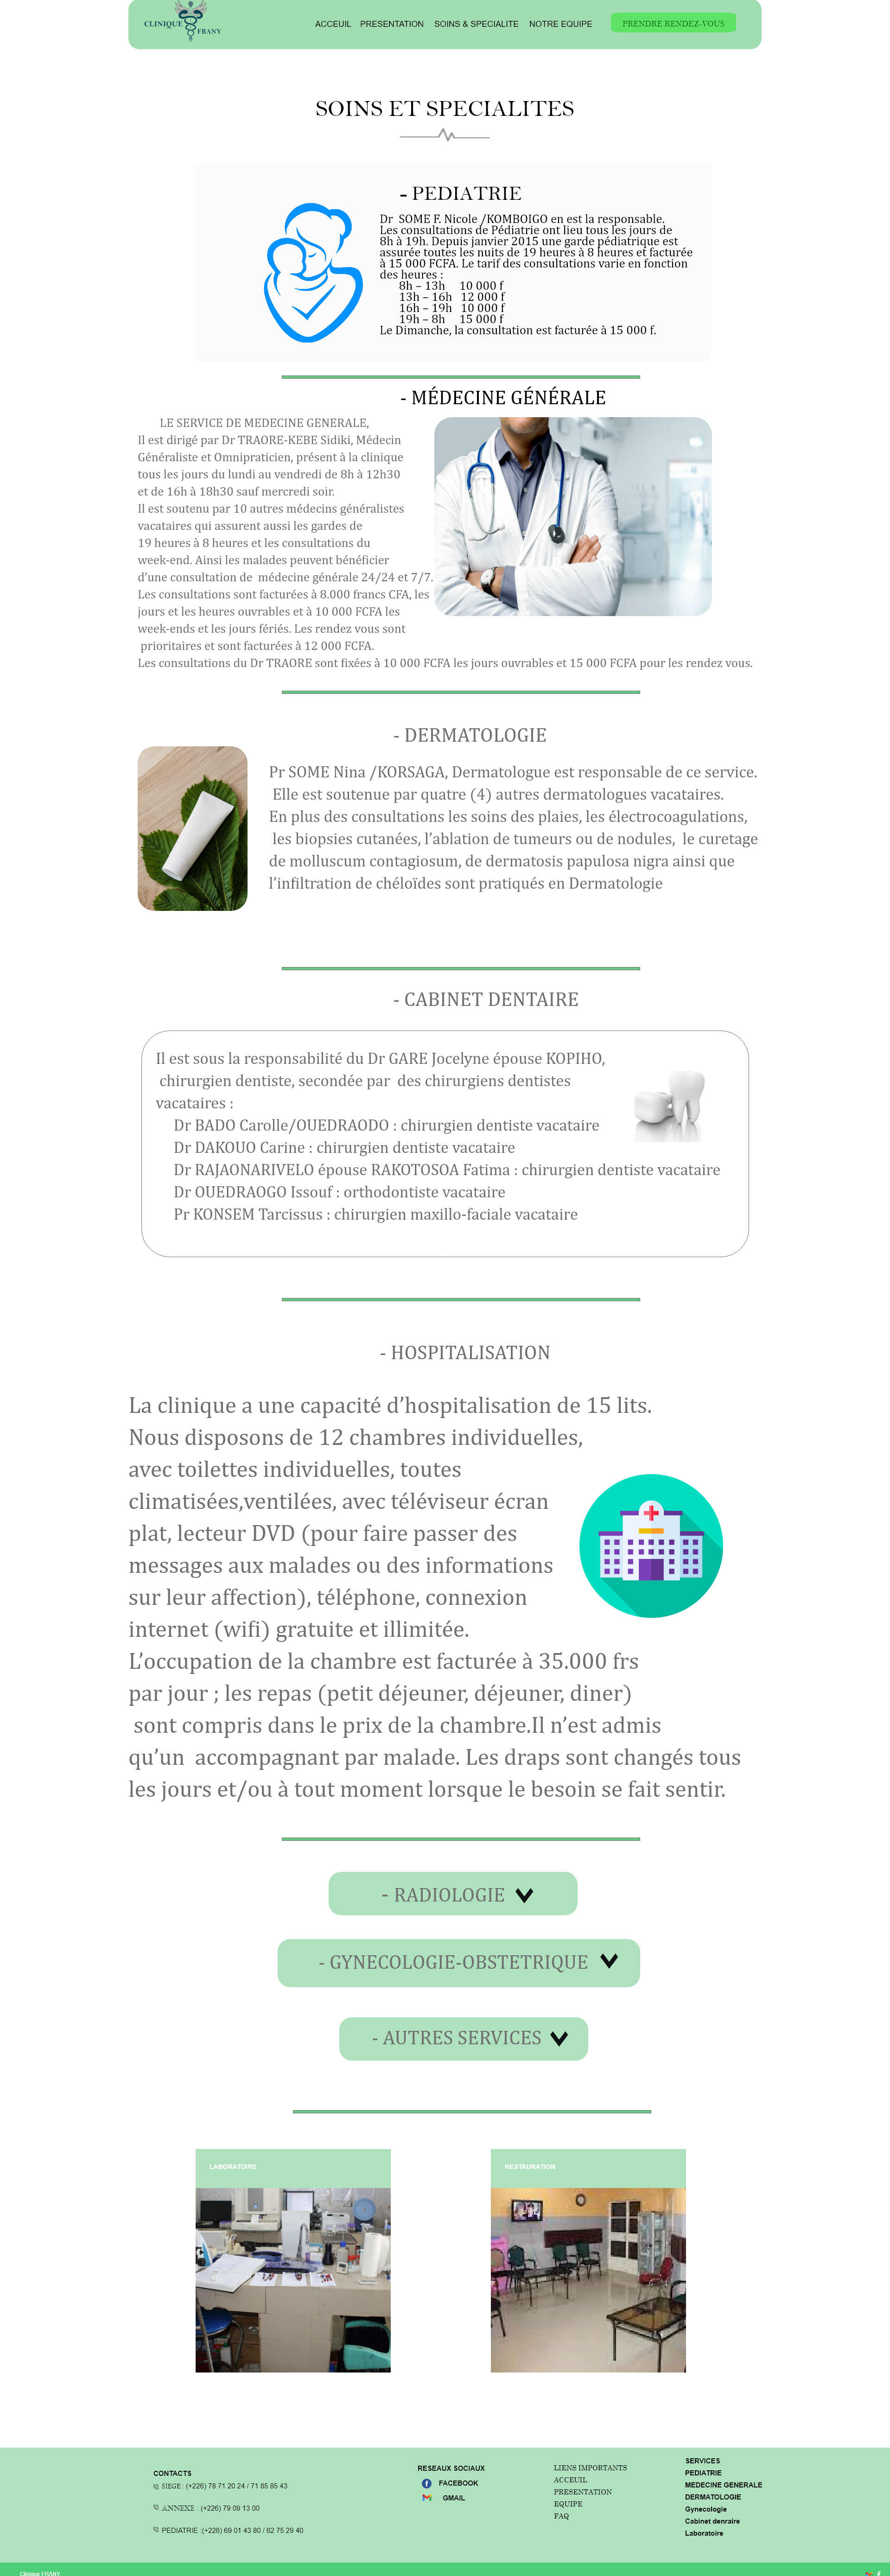 CLINIQUE
FRANY
ACCEUIL PRESENTATION SOINS & SPECIALITE NOTRE EQUIPE PRENDRE RENDEZ-VOUS
SOINS ET SPECIALITES
- PEDIATRIE
Dr SOME F. Nicole /KOMBOIGO en est la responsable.
Les consultations de Pédiatrie ont lieu tous les jours de
8h à 19h. Depuis janvier 2015 une garde pédiatrique est
assurée toutes les nuits de 19 heures à 8 heures et facturée
à 15 000 FCFA. Le tarif des consultations varie en fonction
des heures :
8h – 13h 10 000 f
13h – 16h 12 000 f
16h – 19h 10 000 f
19h – 8h 15 000 f
Le Dimanche, la consultation est facturée à 15 000 f.
- MÉDECINE GÉNÉRALE
LE SERVICE DE MEDECINE GENERALE,
Il est dirigé par Dr TRAORE-KEBE Sidiki, Médecin
Généraliste et Omnipraticien, présent à la clinique
tous les jours du lundi au vendredi de 8h à 12h30
et de 16h à 18h30 sauf mercredi soir.
Il est soutenu par 10 autres médecins généralistes
vacataires qui assurent aussi les gardes de
19 heures à 8 heures et les consultations du
week-end. Ainsi les malades peuvent bénéficier
d’une consultation de médecine générale 24/24 et 7/7.
Les consultations sont facturées à 8.000 francs CFA, les
jours et les heures ouvrables et à 10 000 FCFA les
week-ends et les jours fériés. Les rendez vous sont
prioritaires et sont facturées à 12 000 FCFA.
Les consultations du Dr TRAORE sont fixées à 10 000 FCFA les jours ouvrables et 15 000 FCFA pour les rendez vous.
- DERMATOLOGIE
Pr SOME Nina /KORSAGA, Dermatologue est responsable de ce service.
Elle est soutenue par quatre (4) autres dermatologues vacataires.
En plus des consultations les soins des plaies, les électrocoagulations,
les biopsies cutanées, l’ablation de tumeurs ou de nodules, le curetage
de molluscum contagiosum, de dermatosis papulosa nigra ainsi que
l’infiltration de chéloïdes sont pratiqués en Dermatologie
- CABINET DENTAIRE
Il est sous la responsabilité du Dr GARE Jocelyne épouse KOPIHO,
chirurgien dentiste, secondée par des chirurgiens dentistes
vacataires :
Dr BADO Carolle/OUEDRAODO : chirurgien dentiste vacataire
Dr DAKOUO Carine : chirurgien dentiste vacataire
Dr RAJAONARIVELO épouse RAKOTOSOA Fatima : chirurgien dentiste vacataire
Dr OUEDRAOGO Issouf : orthodontiste vacataire
Pr KONSEM Tarcissus : chirurgien maxillo-faciale vacataire
- HOSPITALISATION
La clinique a une capacité d’hospitalisation de 15 lits.
Nous disposons de 12 chambres individuelles,
avec toilettes individuelles, toutes
climatisées,ventilées, avec téléviseur écran
plat, lecteur DVD (pour faire passer des
messages aux malades ou des informations
sur leur affection), téléphone, connexion
internet (wifi) gratuite et illimitée.
L’occupation de la chambre est facturée à 35.000 frs
par jour ; les repas (petit déjeuner, déjeuner, diner)
sont compris dans le prix de la chambre.Il n’est admis
qu’un accompagnant par malade. Les draps sont changés tous
les jours et/ou à tout moment lorsque le besoin se fait sentir.
- RADIOLOGIE
- GYNECOLOGIE-OBSTETRIQUE
- AUTRES SERVICES
LABORATOIRE
RESTAURATION
CONTACTS
SIEGE : (+226) 78 71 20 24 / 71 85 85 43
ANNEXE : (+226) 79 09 13 00
PEDIATRIE :(+226) 69 01 43 80 / 62 75 29 40
RESEAUX SOCIAUX
FACEBOOK
GMAIL
LIENS IMPORTANTS
ACCEUIL
PRESENTATION
EQUIPE
FAQ
SERVICES
PEDIATRIE
MEDECINE GENERALE
DERMATOLOGIE
Gynecologie
Cabinet denraire
Laboratoire
Clinique FRANY